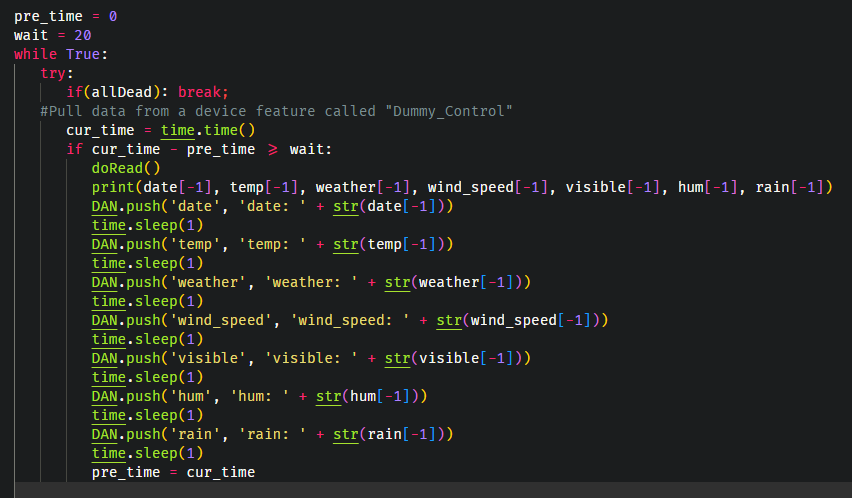 pre_time = 0
wait = 20
while True:
   try:
      if(allDead): break;
   #Pull data from a device feature called "Dummy_Control"
      cur_time = time.time()
      if cur_time - pre_time >= wait:
         doRead()
         print(date[-1], temp[-1], weather[-1], wind_speed[-1], visible[-1], hum[-1], rain[-1])
         DAN.push('date', 'date: ' + str(date[-1]))
         time.sleep(1)
         DAN.push('temp', 'temp: ' + str(temp[-1]))
         time.sleep(1)
         DAN.push('weather', 'weather: ' + str(weather[-1]))
         time.sleep(1)
         DAN.push('wind_speed', 'wind_speed: ' + str(wind_speed[-1]))
         time.sleep(1)
         DAN.push('visible', 'visible: ' + str(visible[-1]))
         time.sleep(1)
         DAN.push('hum', 'hum: ' + str(hum[-1]))
         time.sleep(1)
         DAN.push('rain', 'rain: ' + str(rain[-1]))
         time.sleep(1)
         pre_time = cur_time